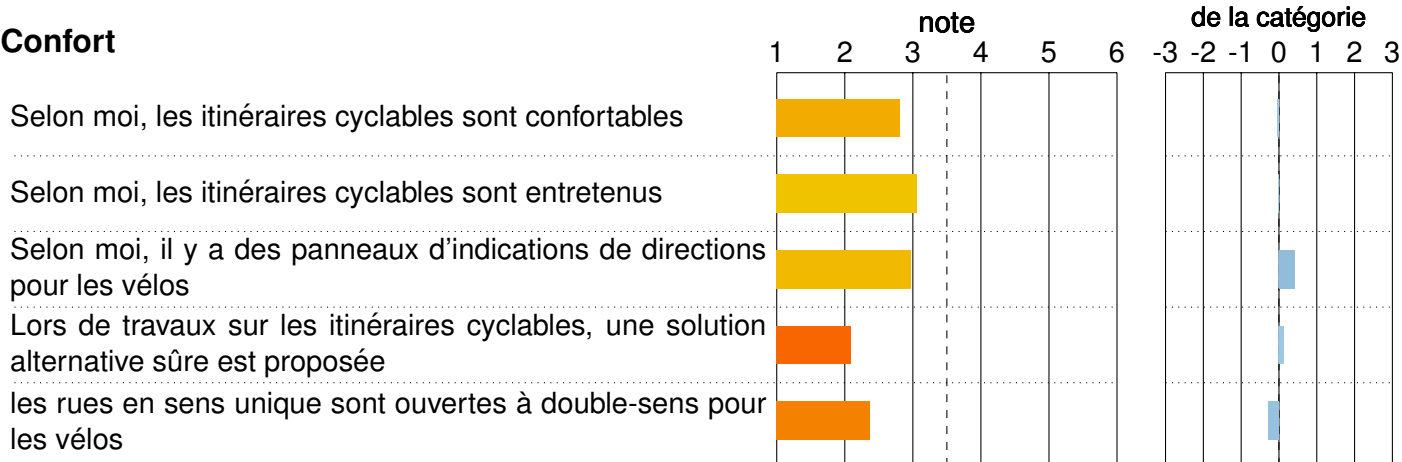 note
de la catégorie
Confort
1 2 3 4 5 6
-3 -2 -1 0 1 2 3
Selon moi, les itinéraires cyclables sont confortables
Selon moi, les itinéraires cyclables sont entretenus
Selon moi, il y a des panneaux d'indications de directions
pour les vélos
Lors de travaux sur les itinéraires cyclables, une solution
alternative sûre est proposée
les rues en sens unique sont ouvertes à double-sens pour
les vélos